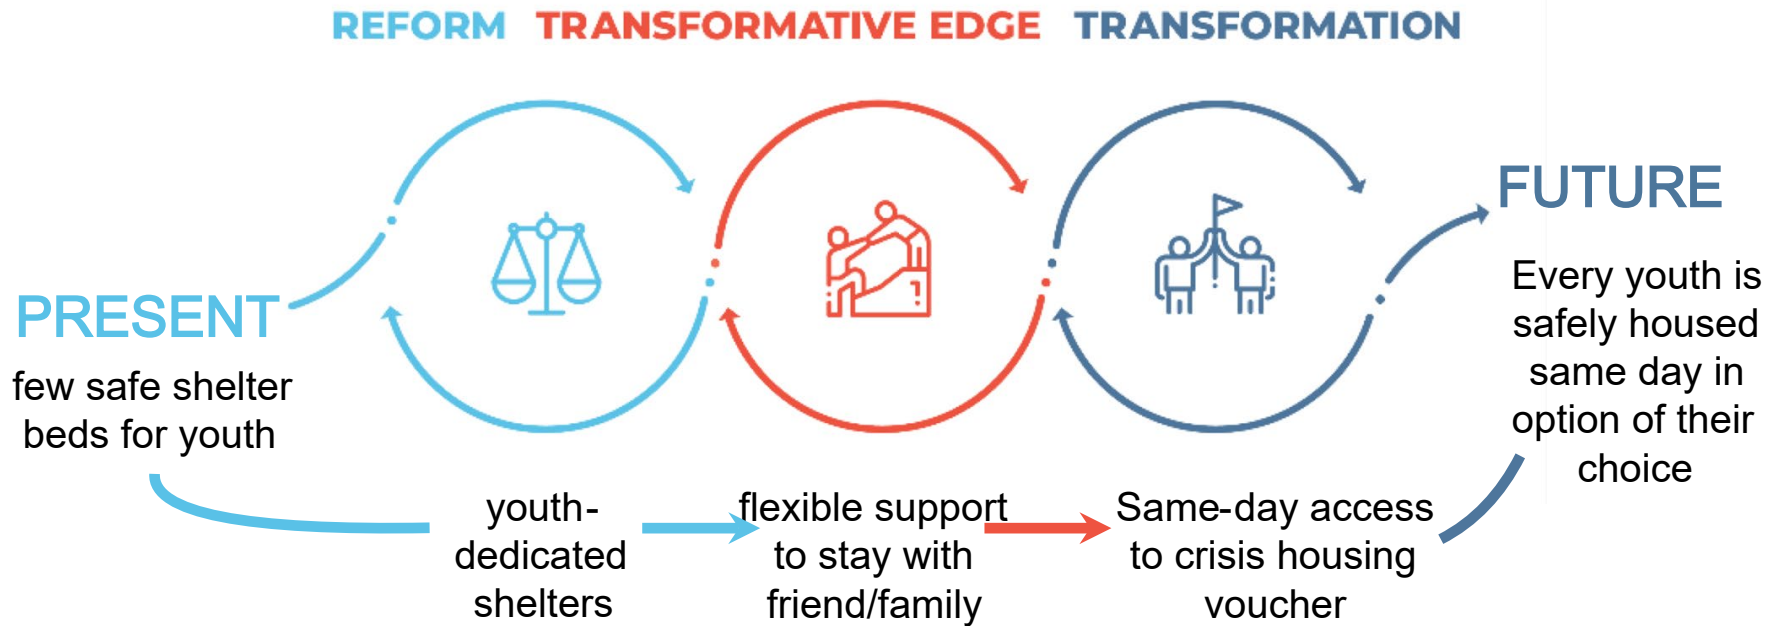 REFORM TRANSFORMATIVE EDGE TRANSFORMATION
PRESENT
few safe shelter
beds for youth
youth-
dedicated
shelters
flexible support
to stay with
friend/family
Same-day access
to crisis housing
voucher
FUTURE
Every youth is
safely housed
same day in
option of their
choice